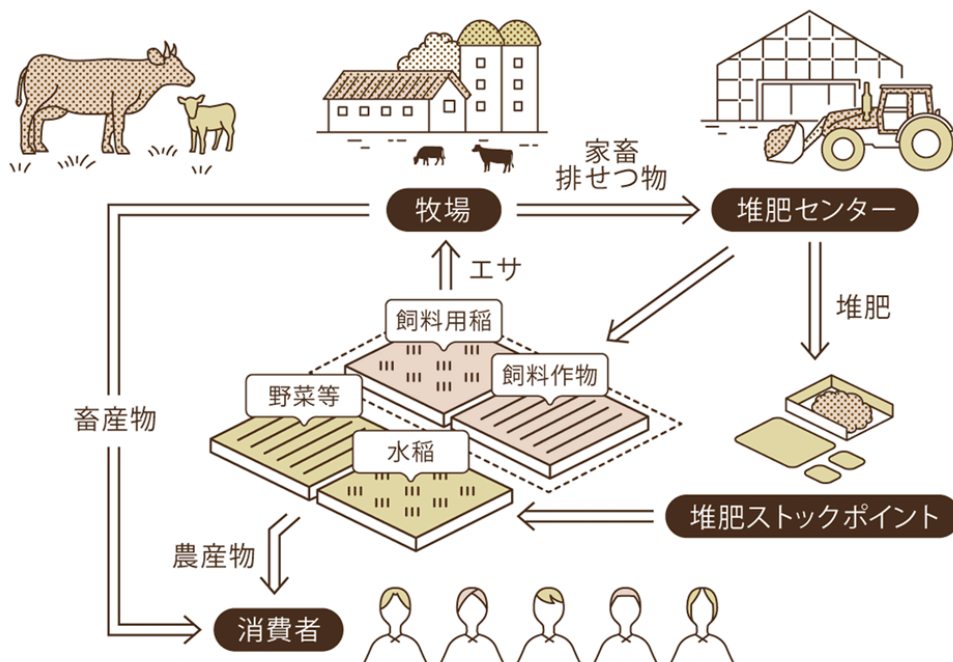 家畜
排せつ物
牧場
堆肥センター
エサ
堆肥
飼料用稲
飼料作物
野菜等
畜産物
水稲
堆肥ストックポイント
農産物
消費者